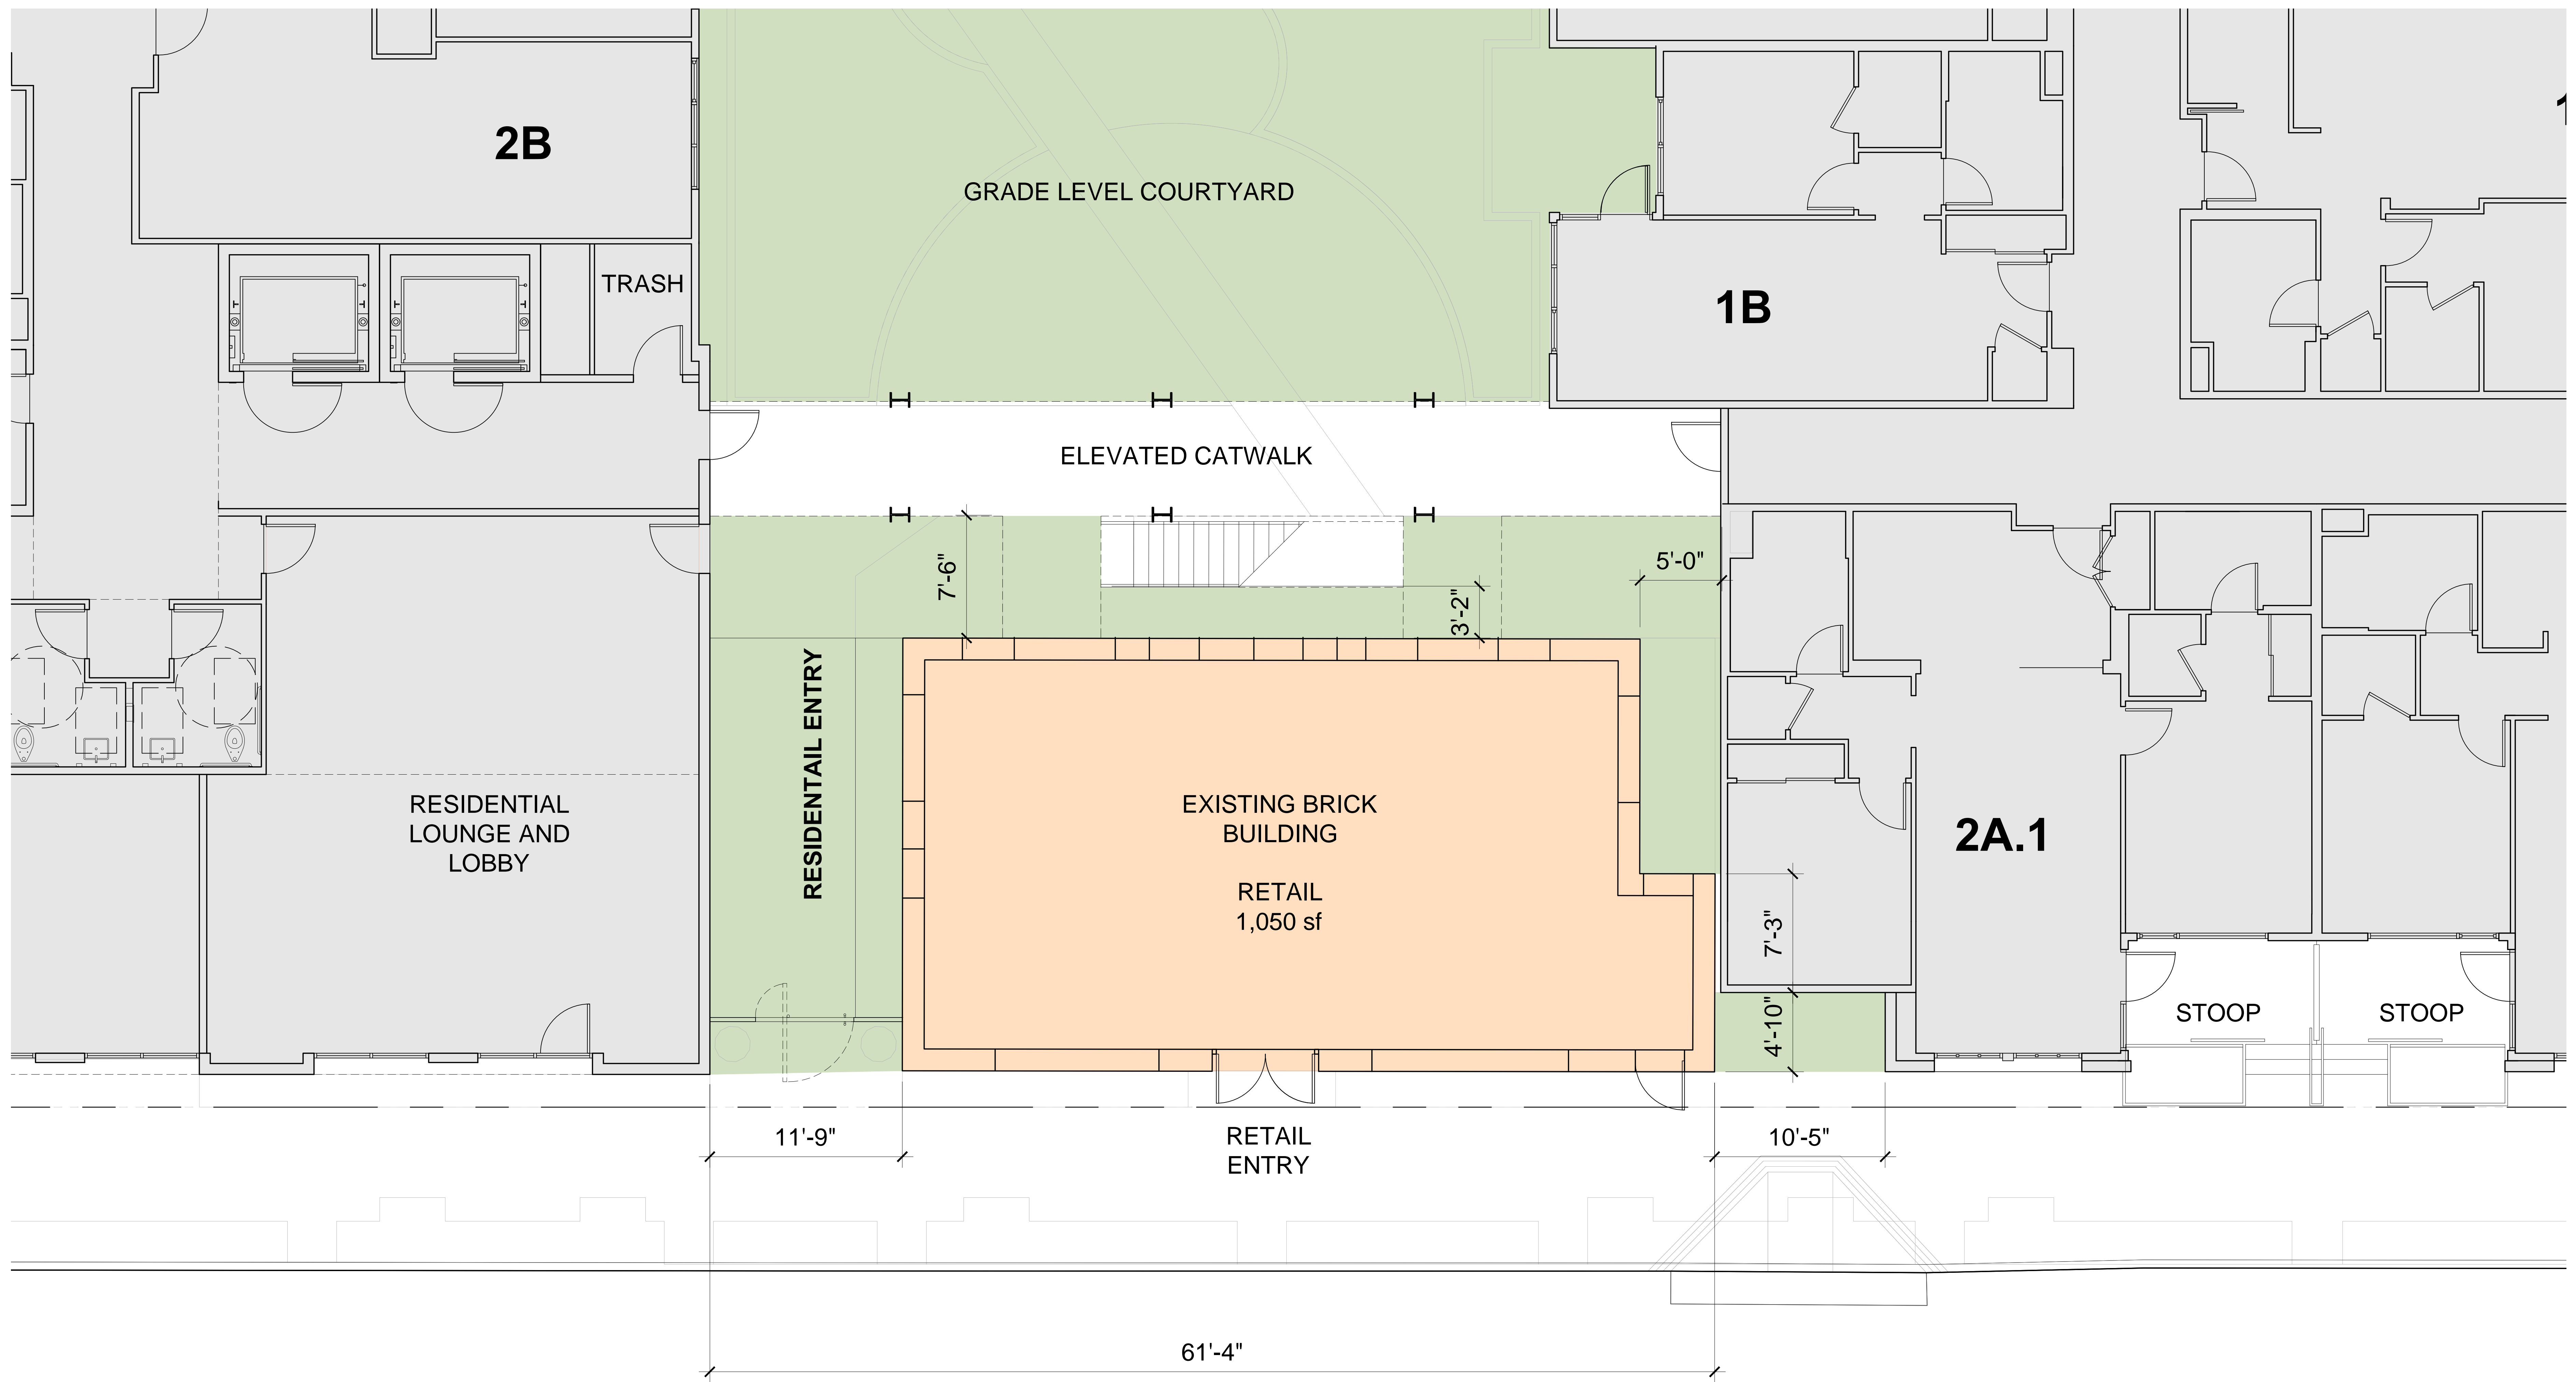 2B
GRADE LEVEL COURTYARD
TRASH
1B
ELEVATED CATWALK
7'-6"
5'-0"
3'-2"
RESIDENTAIL ENTRY
RESIDENTIAL
LOUNGE AND
LOBBY
EXISTING BRICK
BUILDING
RETAIL
1,050 sf
2A.1
7'-3"
4'-10"
STOOP
STOOP
11'-9"
RETAIL
ENTRY
10'-5"
61'-4"